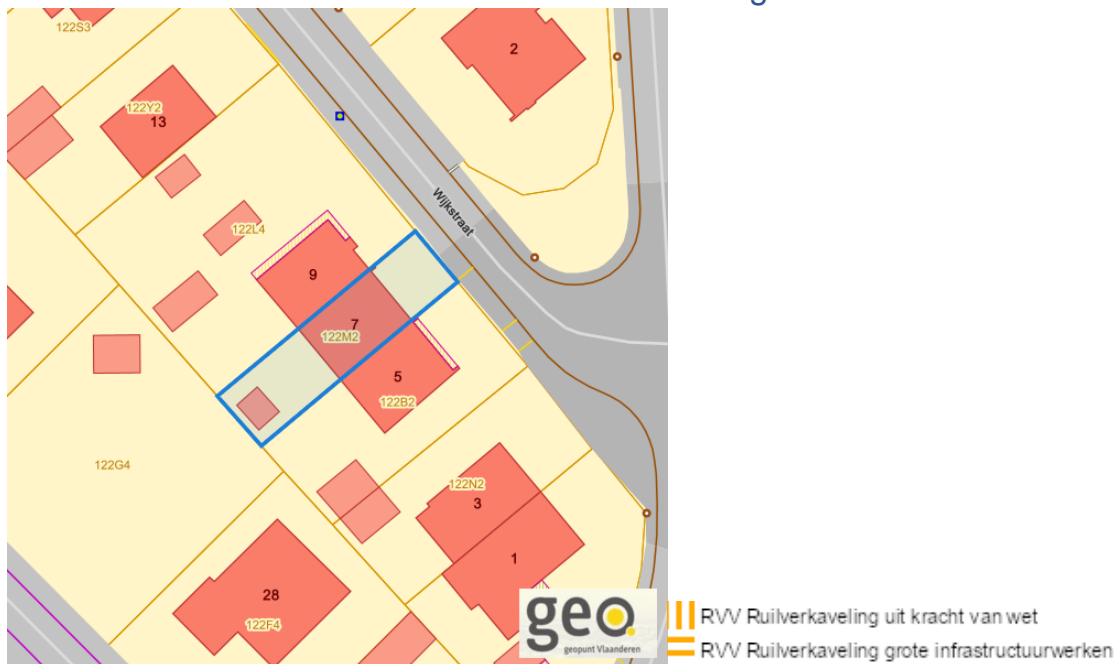 122S3
2
122Y2
13
Wijkstraat
122L4
9
7
122M2
5
122B2
122G4
122N2
3
1
28
122F4
geo
geopunt Vlaanderen
RVV Ruilverkaveling uit kracht van wet
RVV Ruilverkaveling grote infrastructuurwerken